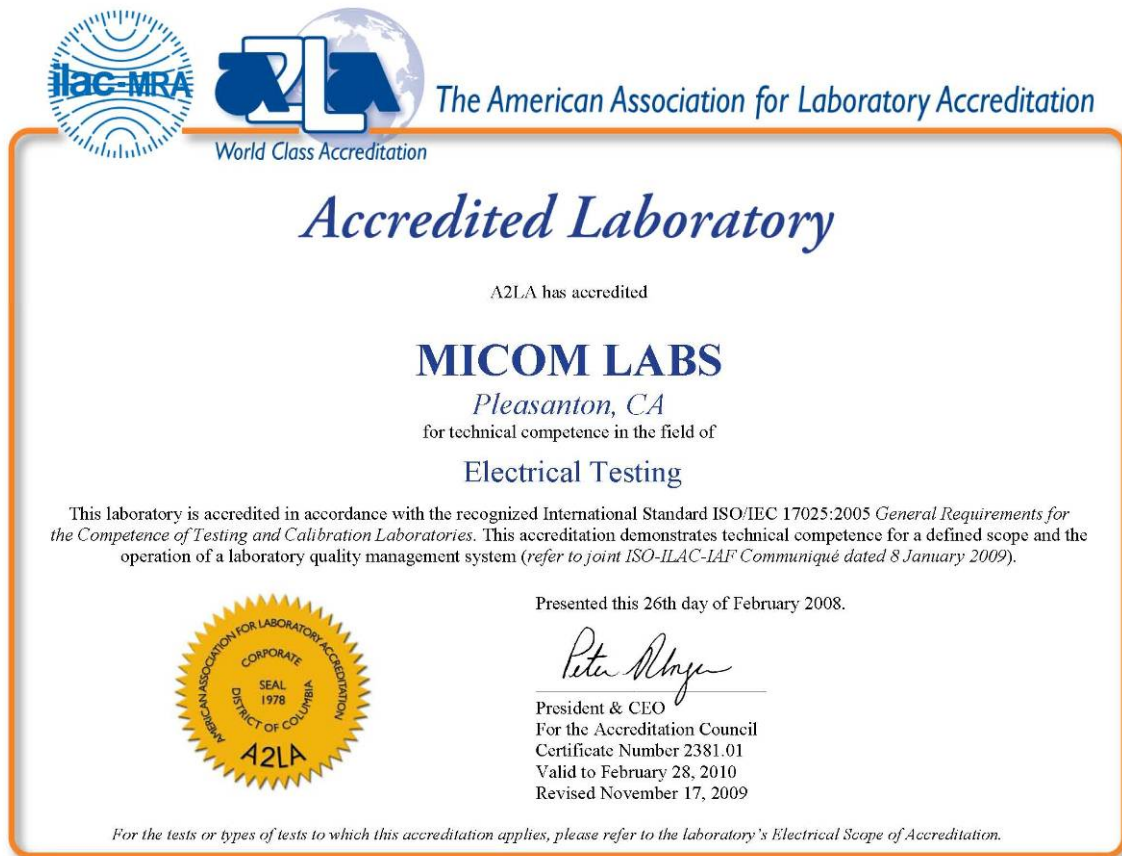 ilac-MRA
a2la
The American Association for Laboratory Accreditation
World Class Accreditation
Accredited Laboratory
A2LA has accredited
MICOM LABS
Pleasanton, CA
for technical competence in the field of
Electrical Testing
This laboratory is accredited in accordance with the recognized International Standard ISO/IEC 17025:2005 General Requirements for
the Competence of Testing and Calibration Laboratories. This accreditation demonstrates technical competence for a defined scope and the
operation of a laboratory quality management system (refer to joint ISO-ILAC-IAF Communiqué dated 8 January 2009).
Presented this 26th day of February 2008.
AMERICAN ASSOCIATION FOR LABORATORY ACCREDITATION
CORPORATE
SEAL
1978
DISTRICT OF COLUMBIA
A2LA
President & CEO
For the Accreditation Council
Certificate Number 2381.01
Valid to February 28, 2010
Revised November 17, 2009
For the tests or types of tests to which this accreditation applies, please refer to the laboratory's Electrical Scope of Accreditation.